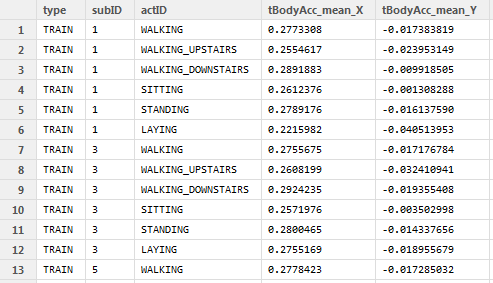 type subID actID tBodyAcc_mean_X tBodyAcc_mean_Y
1 TRAIN 1 WALKING 0.2773308 -0.017383819
2 TRAIN 1 WALKING_UPSTAIRS 0.2554617 -0.023953149
3 TRAIN 1 WALKING_DOWNSTAIRS 0.2891883 -0.009918505
4 TRAIN 1 SITTING 0.2612376 -0.001308288
5 TRAIN 1 STANDING 0.2789176 -0.016137590
6 TRAIN 1 LAYING 0.2215982 -0.040513953
7 TRAIN 3 WALKING 0.2755675 -0.017176784
8 TRAIN 3 WALKING_UPSTAIRS 0.2608199 -0.032410941
9 TRAIN 3 WALKING_DOWNSTAIRS 0.2924235 -0.019355408
10 TRAIN 3 SITTING 0.2571976 -0.003502998
11 TRAIN 3 STANDING 0.2800465 -0.014337656
12 TRAIN 3 LAYING 0.2755169 -0.018955679
13 TRAIN 5 WALKING 0.2778423 -0.017285032